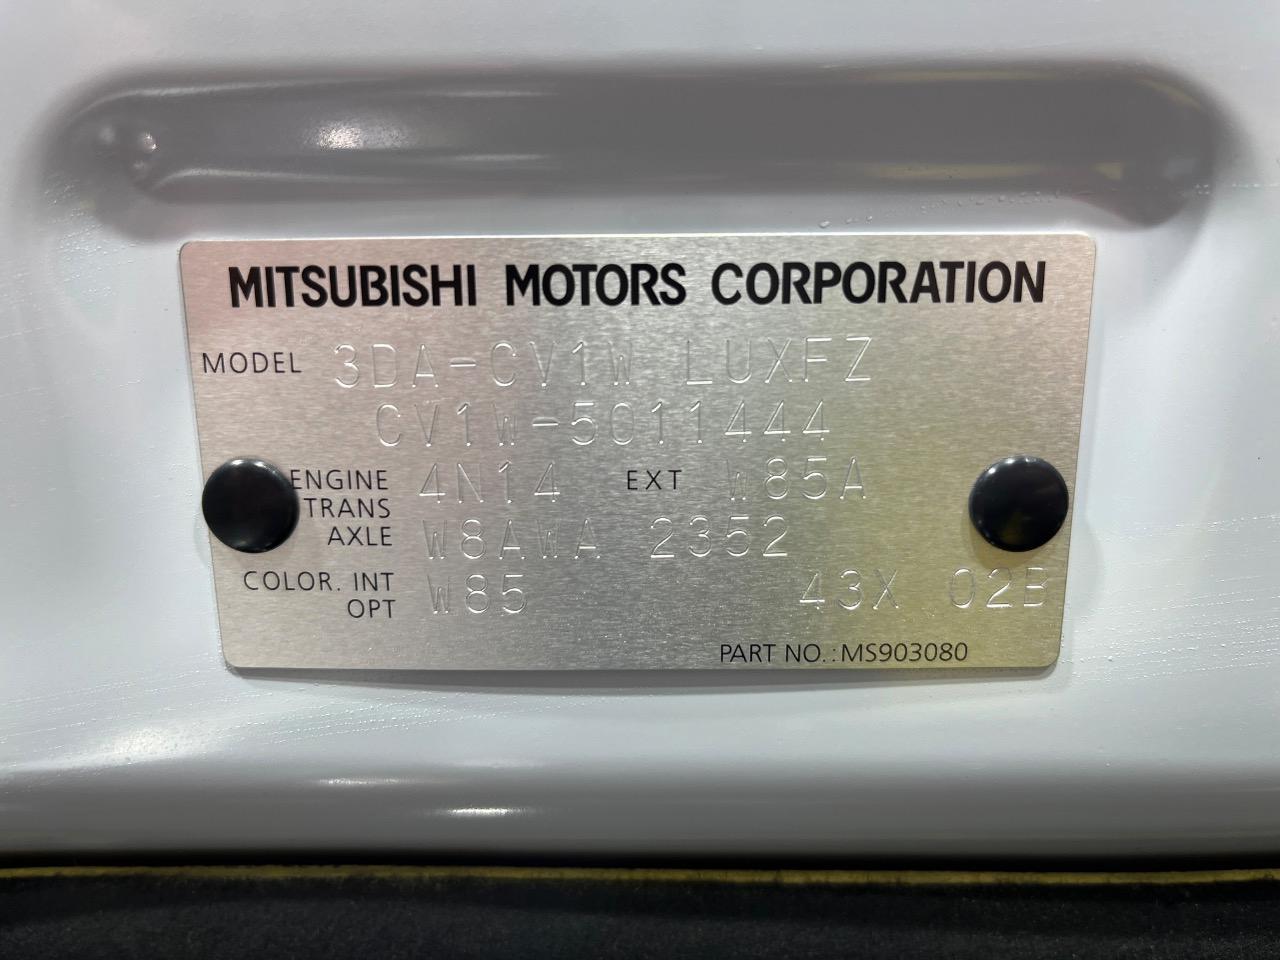 MITSUBISHI MOTORS CORPORATION
MODEL 3DA-CV1W LUXFZ
CV1W-5011444
ENGINE 4N14 EXT W85A
TRANS
AXLE W8AWA 2352
COLOR. INT W85 43X 02B
OPT
PART NO.:MS903080